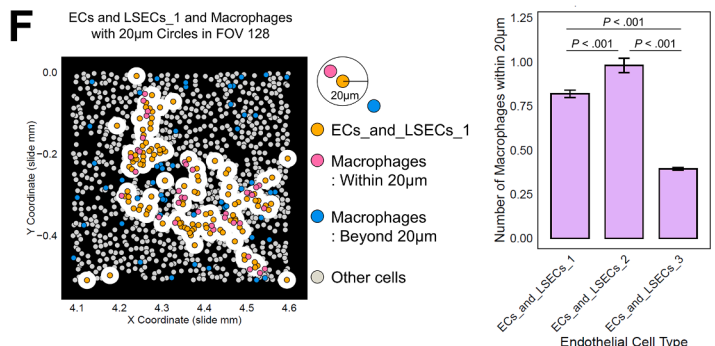 F
ECs and LSECs_1 and Macrophages
with 20µm Circles in FOV 128
0.0
−0.2
−0.4
Y Coordinate (slide mm)
4.1 4.2 4.3 4.4 4.5 4.6
X Coordinate (slide mm)
20µm
ECs_and_LSECs_1
Macrophages
: Within 20µm
Macrophages
: Beyond 20µm
Other cells
Number of Macrophages within 20µm
1.25
1.00
0.75
0.50
0.25
0.00
P < .001
P < .001 P < .001
ECs_and_LSECs_1
ECs_and_LSECs_2
ECs_and_LSECs_3
Endothelial Cell Type